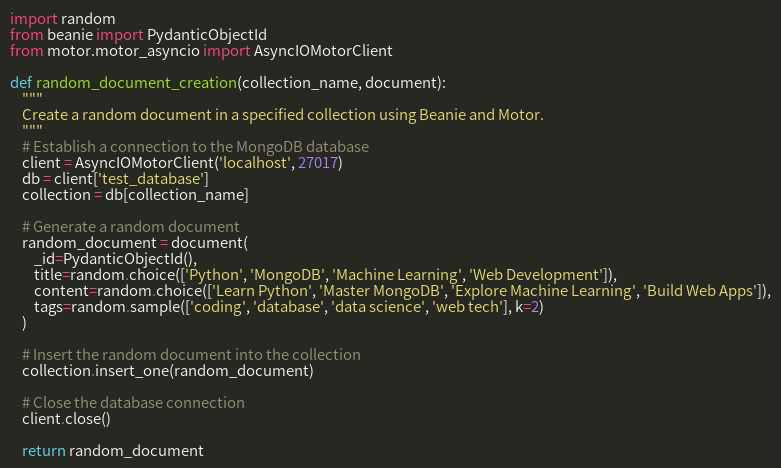 import random
from beanie import PydanticObjectId
from motor.motor_asyncio import AsyncIOMotorClient

def random_document_creation(collection_name, document):
    """
    Create a random document in a specified collection using Beanie and Motor.
    """
    # Establish a connection to the MongoDB database
    client = AsyncIOMotorClient('localhost', 27017)
    db = client['test_database']
    collection = db[collection_name]

    # Generate a random document
    random_document = document(
        _id=PydanticObjectId(),
        title=random.choice(['Python', 'MongoDB', 'Machine Learning', 'Web Development']),
        content=random.choice(['Learn Python', 'Master MongoDB', 'Explore Machine Learning', 'Build Web Apps']),
        tags=random.sample(['coding', 'database', 'data science', 'web tech'], k=2)
    )

    # Insert the random document into the collection
    collection.insert_one(random_document)

    # Close the database connection
    client.close()

    return random_document